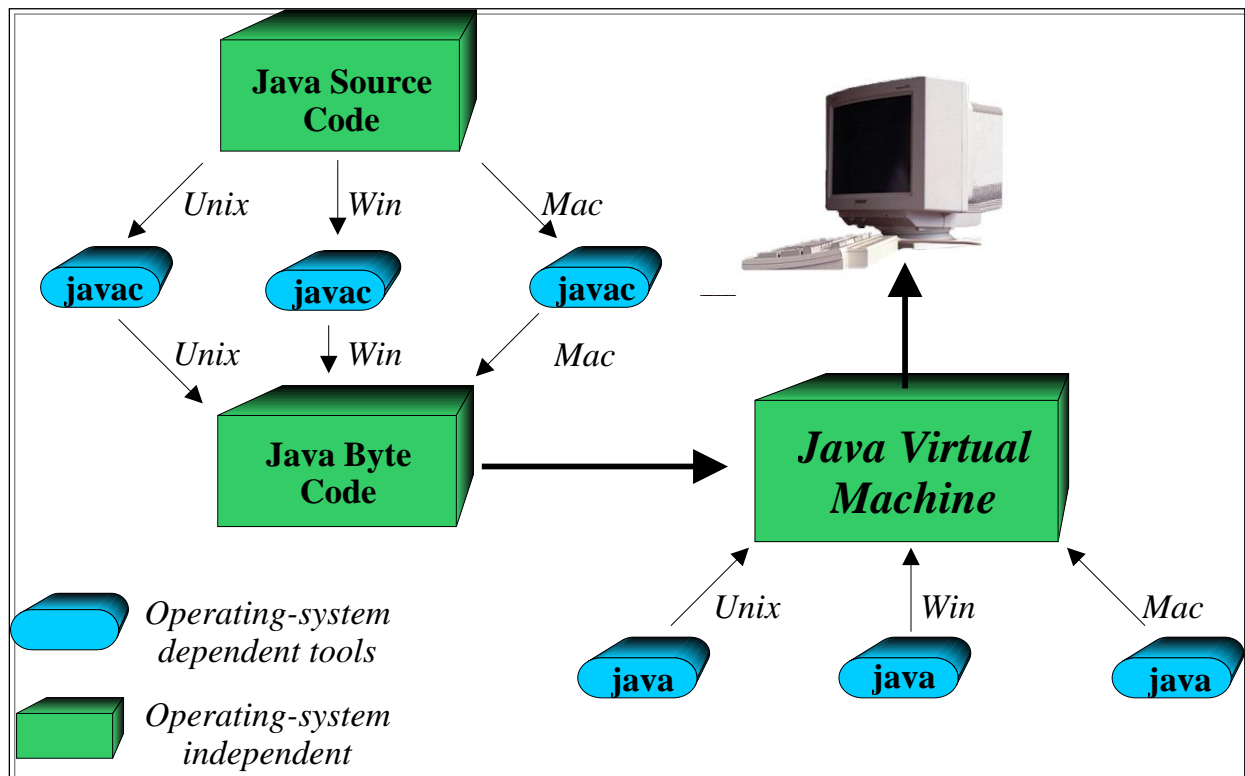 Java Source
Code
Unix
Win
Mac
javac
javac
javac
Unix
Win
Mac
Java Byte
Code
Java Virtual
Machine
Unix
Win
Mac
java
java
java
Operating-system
dependent tools
Operating-system
independent